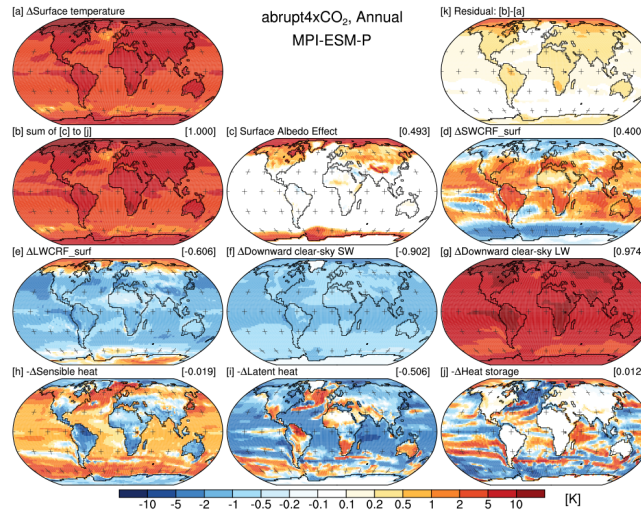 [a] ΔSurface temperature
abrupt4xCO₂, Annual
MPI-ESM-P
[k] Residual: [b]-[a]
[b] sum of [c] to [j] [1.000]
[c] Surface Albedo Effect [0.493]
[d] ΔSWCRF_surf [0.400]
[e] ΔLWCRF_surf [-0.606]
[f] ΔDownward clear-sky SW [-0.902]
[g] ΔDownward clear-sky LW [0.974]
[h] -ΔSensible heat [-0.019]
[i] -ΔLatent heat [-0.506]
[j] -ΔHeat storage [0.012]
-10 -5 -2 -1 -0.5 -0.2 -0.1 0.1 0.2 0.5 1 2 5 10 [K]